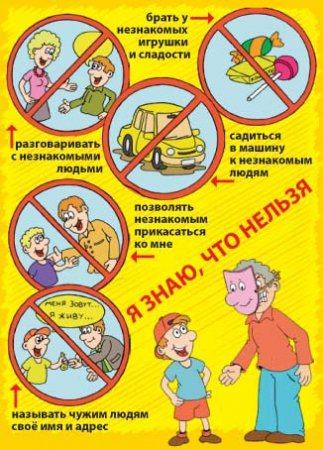 брать у
незнакомых
игрушки
и сладости
разговаривать
с незнакомыми
людьми
садиться
в машину
к незнакомым
людям
позволять
незнакомым
прикасаться
ко мне
Я ЗНАЮ, ЧТО НЕЛЬЗЯ
МЕНЯ ЗОВУТ...
Я ЖИВУ...
называть чужим людям
своё имя и адрес